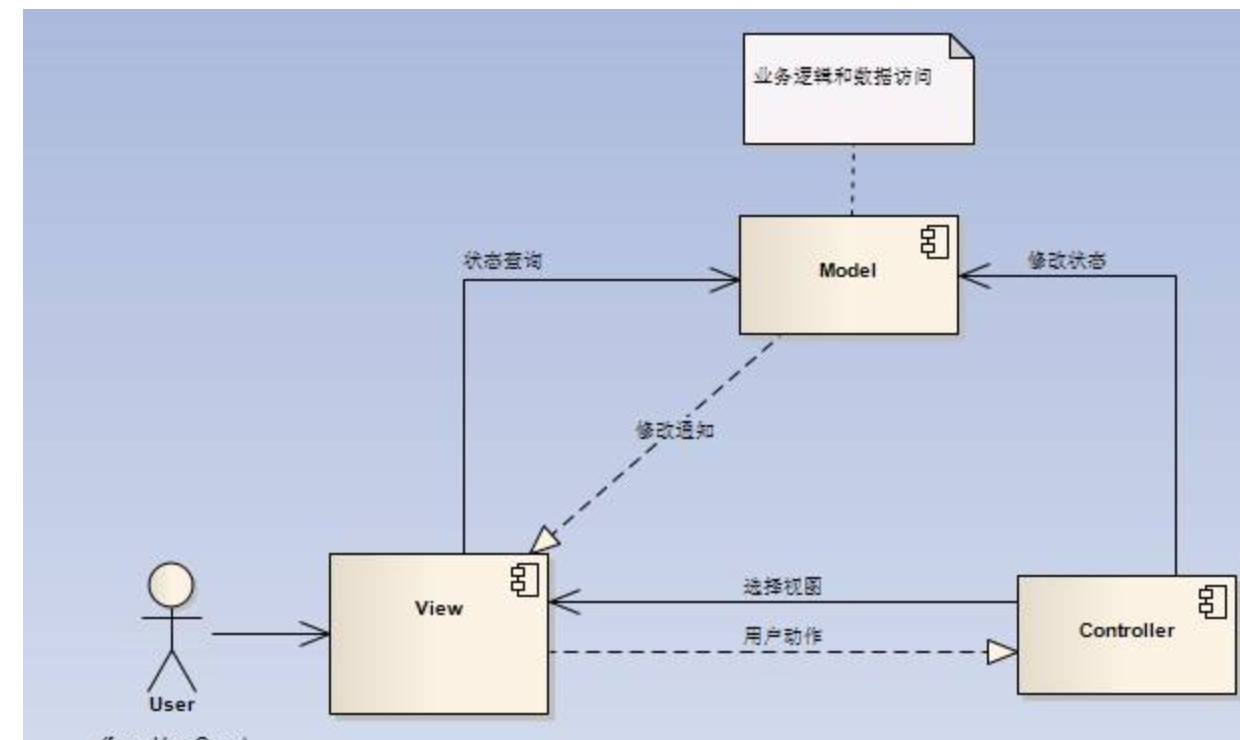 业务逻辑和数据访问
状态查询
Model
修改状态
修改通知
View
选择视图
用户动作
Controller
User